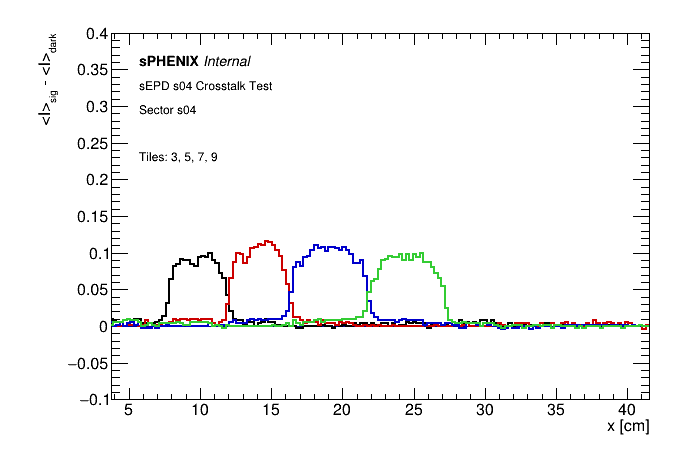 <I>sig - <I>dark
0.4
0.35
0.3
0.25
0.2
0.15
0.1
0.05
0
−0.05
−0.1
sPHENIX Internal
sEPD s04 Crosstalk Test
Sector s04
Tiles: 3, 5, 7, 9
5 10 15 20 25 30 35 40
x [cm]